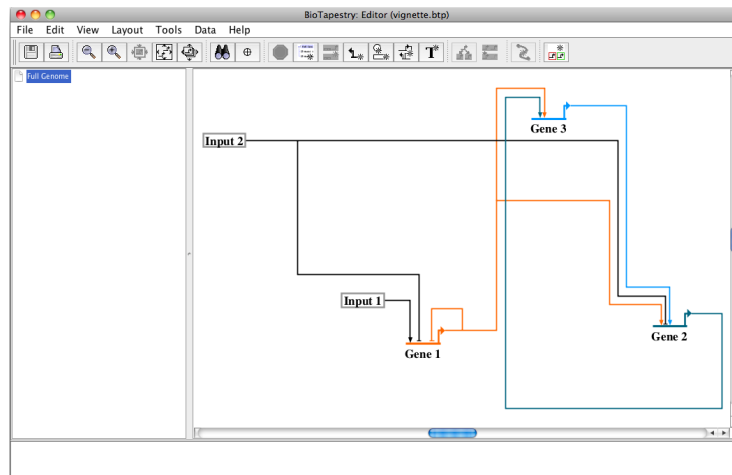 BioTapestry: Editor (vignette.btp)
File Edit View Layout Tools Data Help
Full Genome
Gene 3
Input 2
Input 1
Gene 2
Gene 1